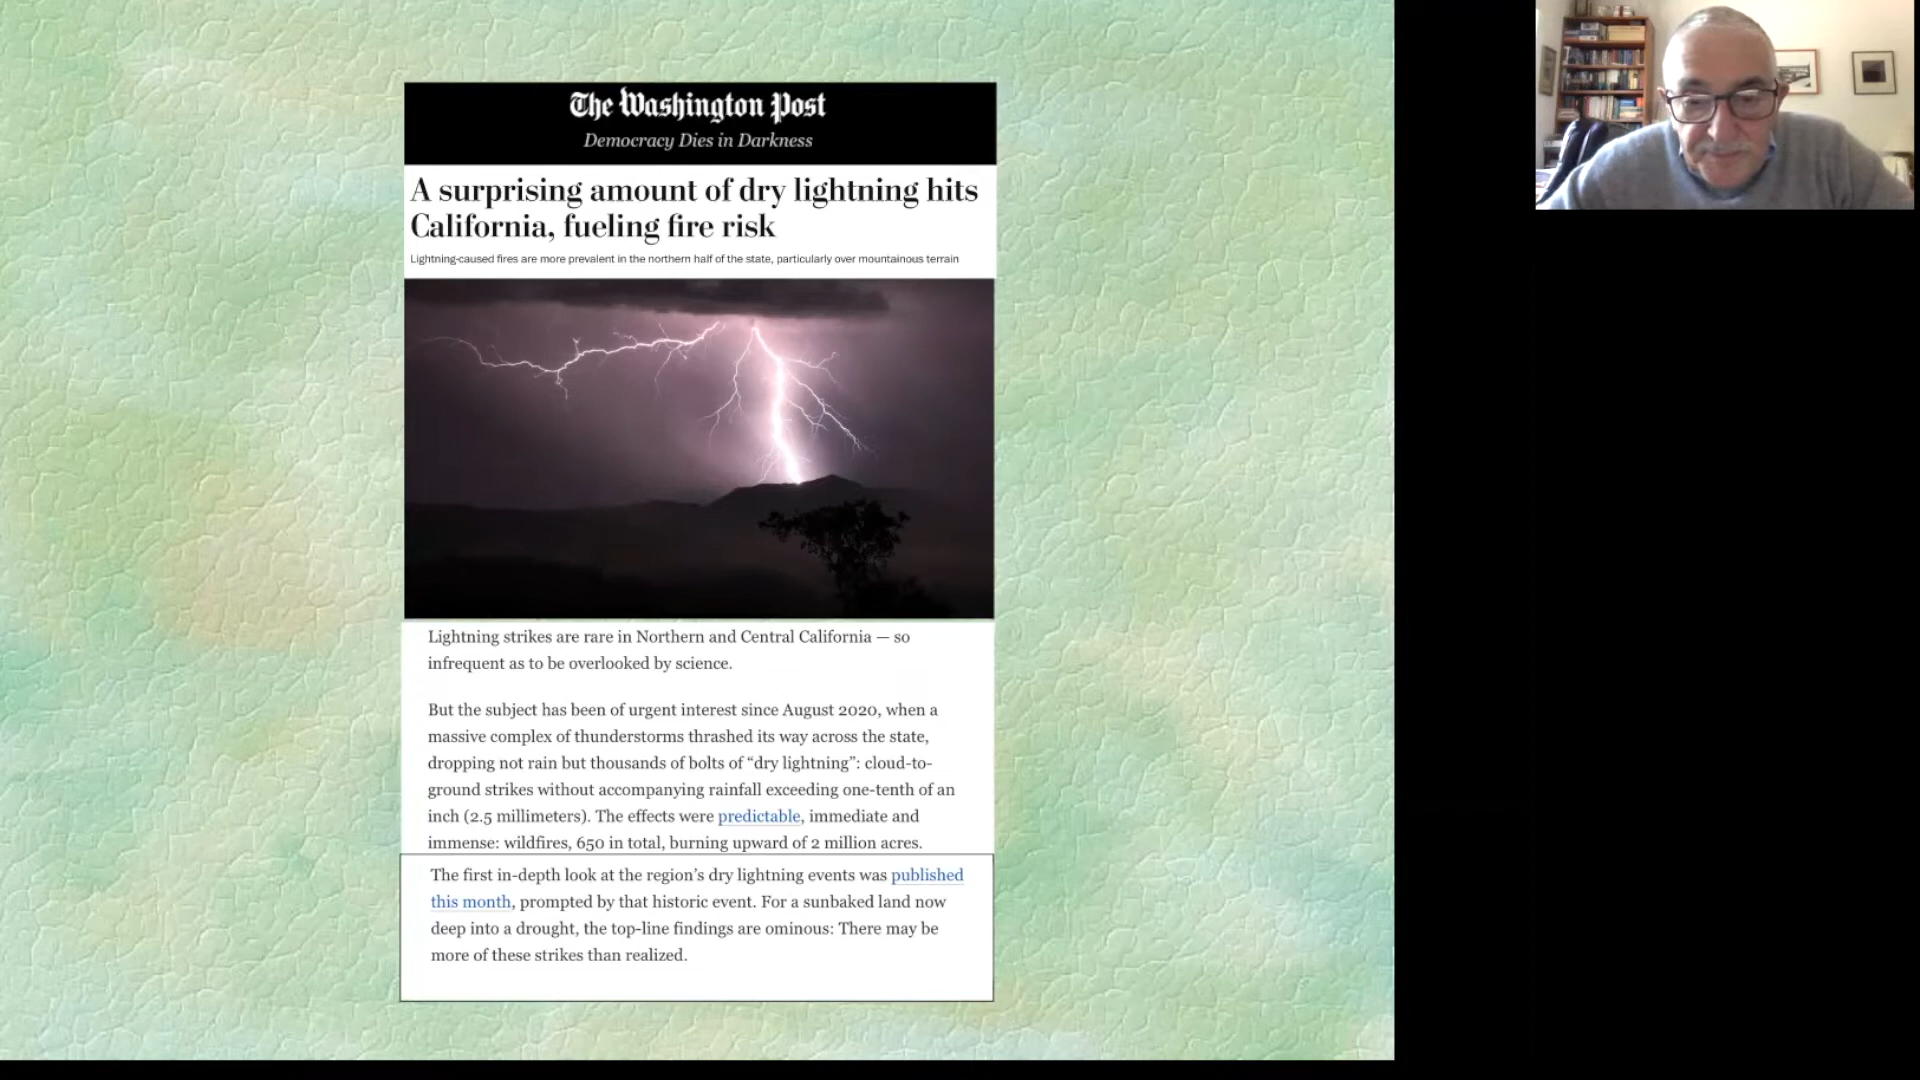 The Washington Post
Democracy Dies in Darkness
A surprising amount of dry lightning hits
California, fueling fire risk
Lightning-caused fires are more prevalent in the northern half of the state, particularly over mountainous terrain
Lightning strikes are rare in Northern and Central California — so
infrequent as to be overlooked by science.
But the subject has been of urgent interest since August 2020, when a
massive complex of thunderstorms thrashed its way across the state,
dropping not rain but thousands of bolts of “dry lightning”: cloud-to-
ground strikes without accompanying rainfall exceeding one-tenth of an
inch (2.5 millimeters). The effects were predictable, immediate and
immense: wildfires, 650 in total, burning upward of 2 million acres.
The first in-depth look at the region’s dry lightning events was published
this month, prompted by that historic event. For a sunbaked land now
deep into a drought, the top-line findings are ominous: There may be
more of these strikes than realized.